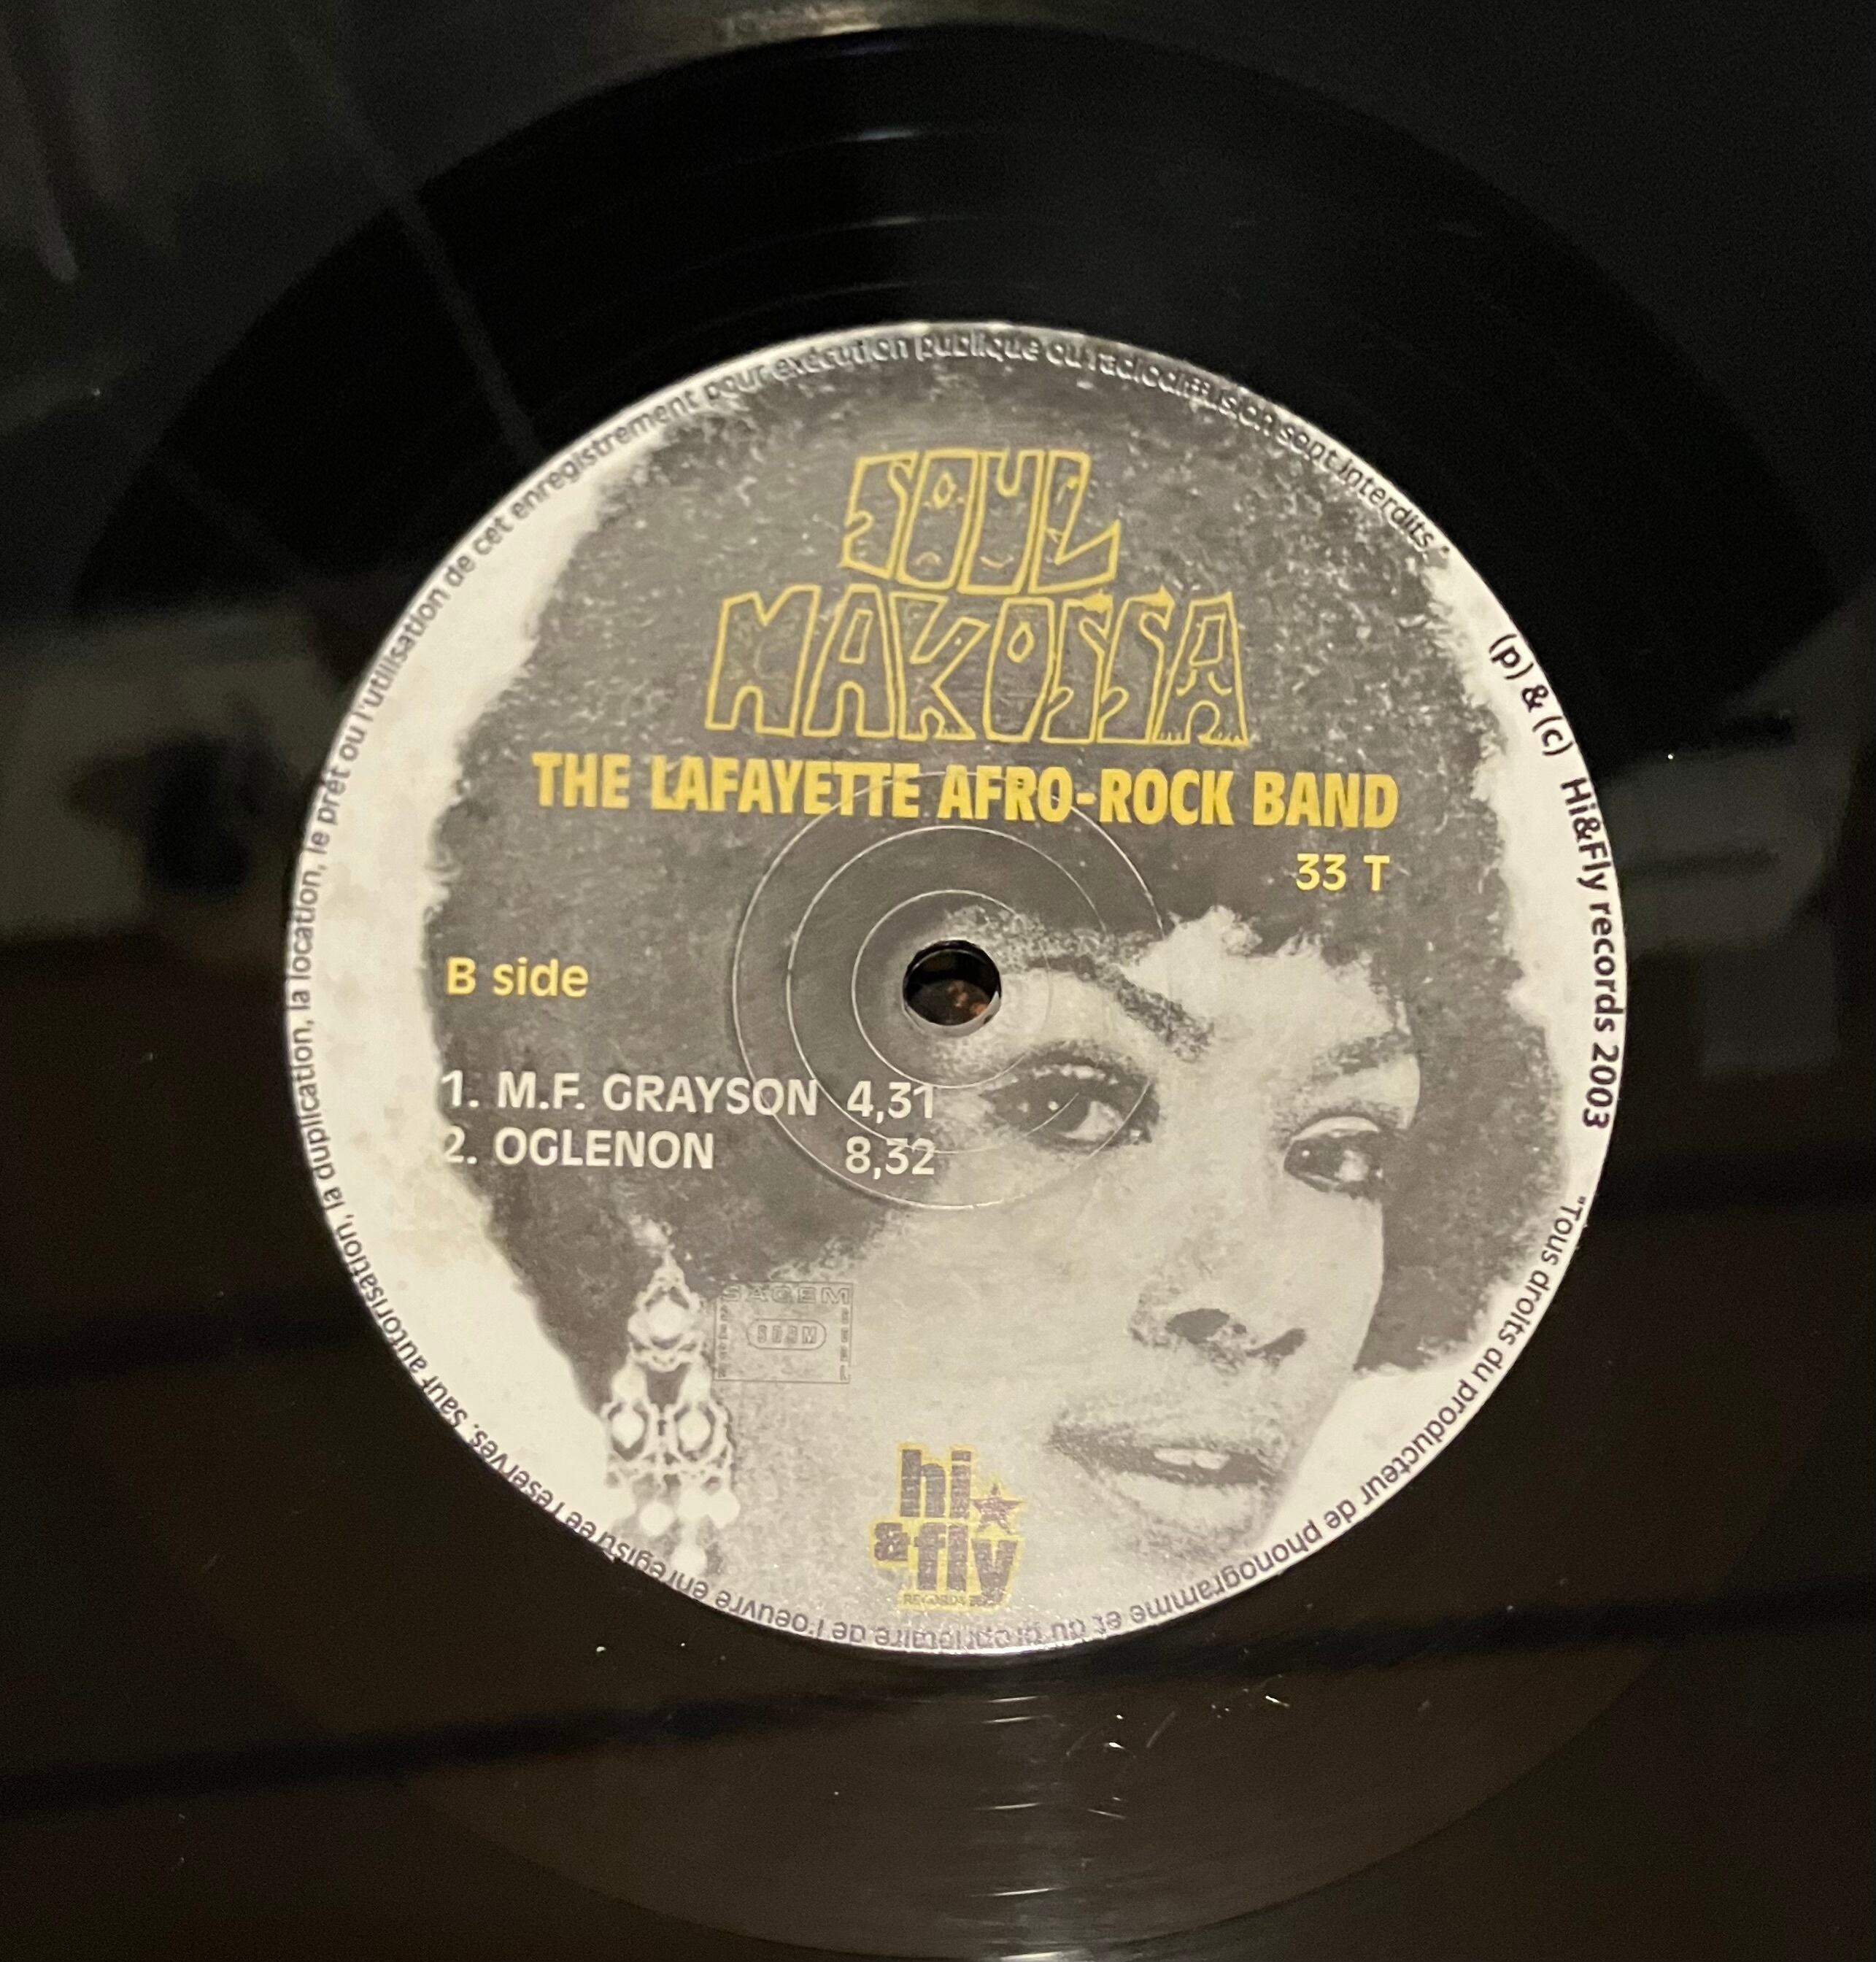 SOUL
MAKOSSA
THE LAFAYETTE AFRO-ROCK BAND
33 T
B side
1. M.F. GRAYSON 4,31
2. OGLENON 8,32
SACEM
SDRM
hi
&fly
RECORDS
(p) & (c) Hi&Fly records 2003
"Tous droits du producteur de phonogramme et du propriétaire de l'oeuvre enregistrée réservés. Sauf autorisation, la duplication, la location, le prêt ou l'utilisation de cet enregistrement pour exécution publique ou radiodiffusion sont interdits."